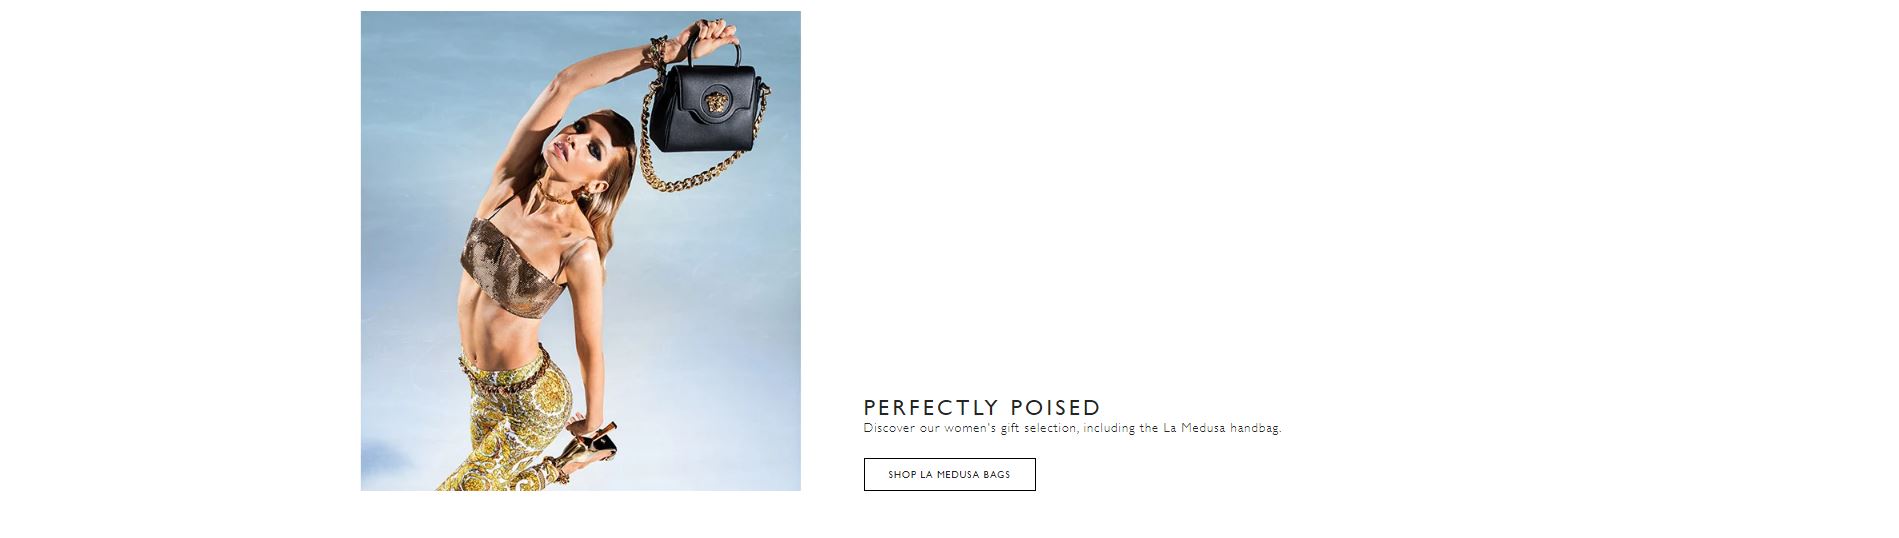 PERFECTLY POISED
Discover our women's gift selection, including the La Medusa handbag.
SHOP LA MEDUSA BAGS